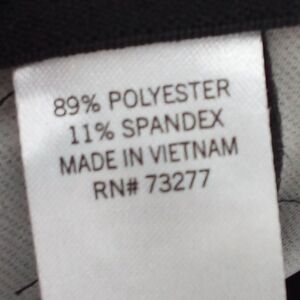 89% POLYESTER
11% SPANDEX
MADE IN VIETNAM
RN# 73277